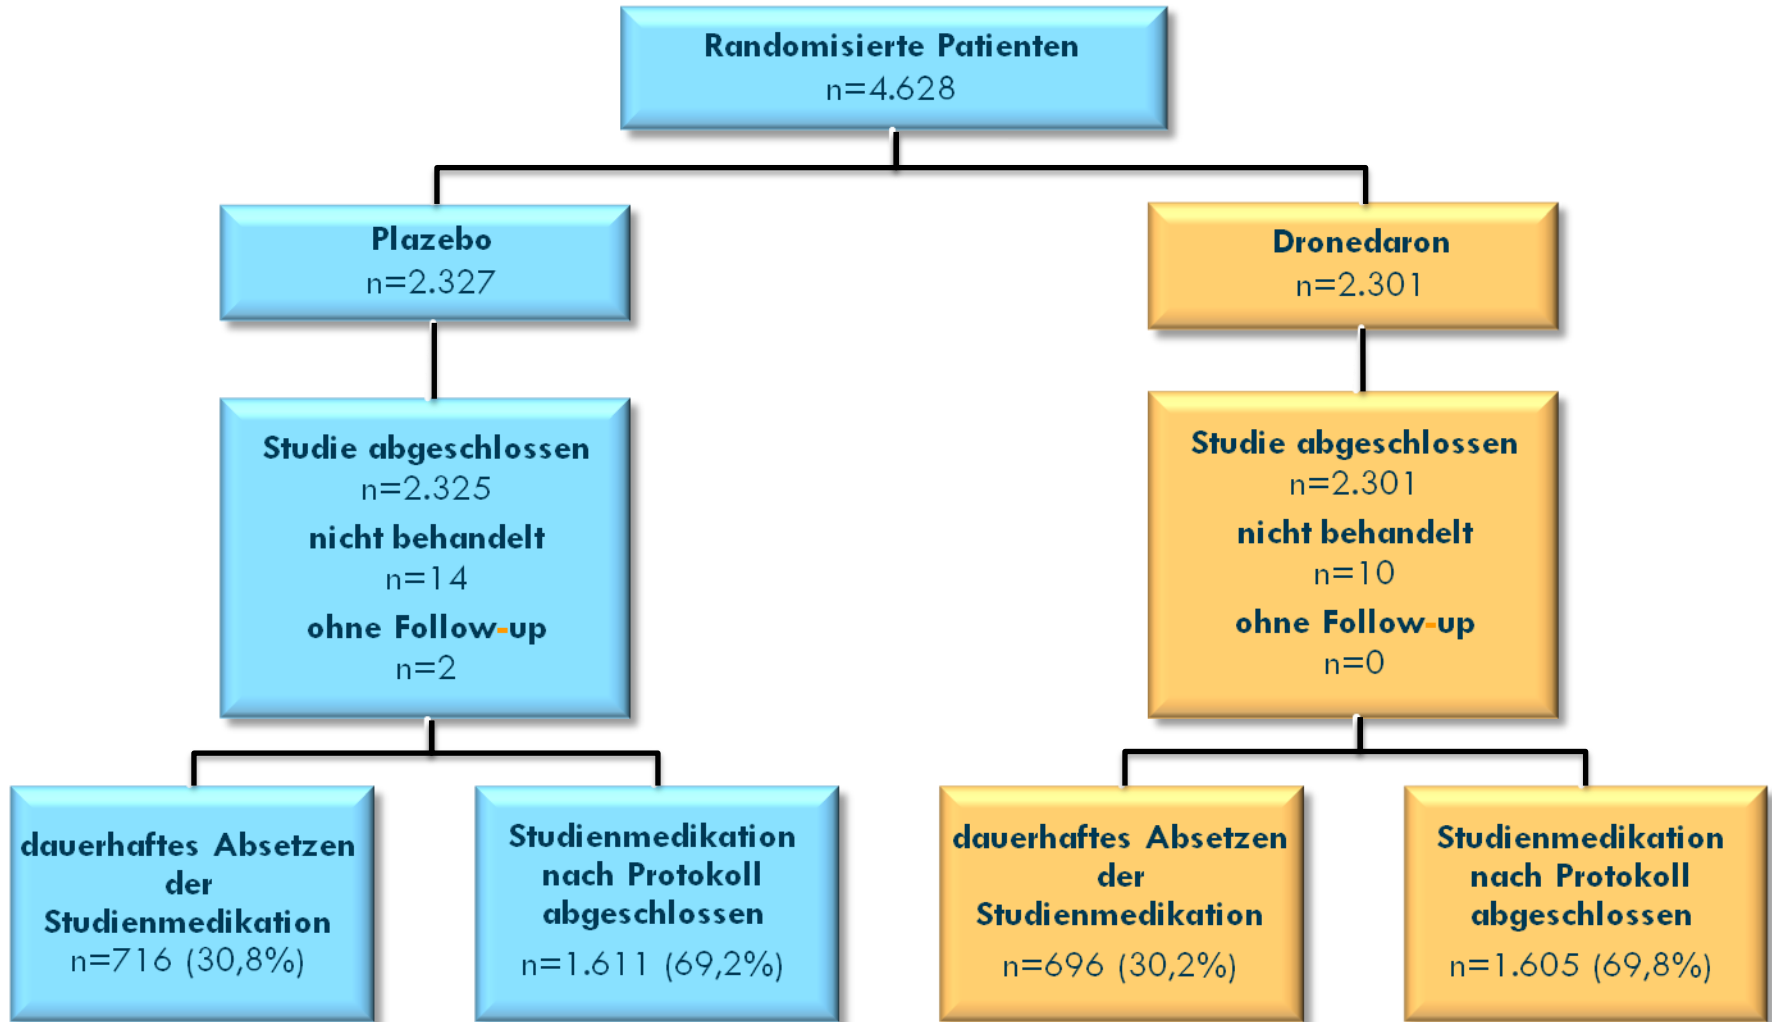 Randomisierte Patienten
n=4.628
Plazebo
n=2.327
Dronedaron
n=2.301
Studie abgeschlossen
n=2.325
nicht behandelt
n=14
ohne Follow-up
n=2
Studie abgeschlossen
n=2.301
nicht behandelt
n=10
ohne Follow-up
n=0
dauerhaftes Absetzen
der
Studienmedikation
n=716 (30,8%)
Studienmedikation
nach Protokoll
abgeschlossen
n=1.611 (69,2%)
dauerhaftes Absetzen
der
Studienmedikation
n=696 (30,2%)
Studienmedikation
nach Protokoll
abgeschlossen
n=1.605 (69,8%)